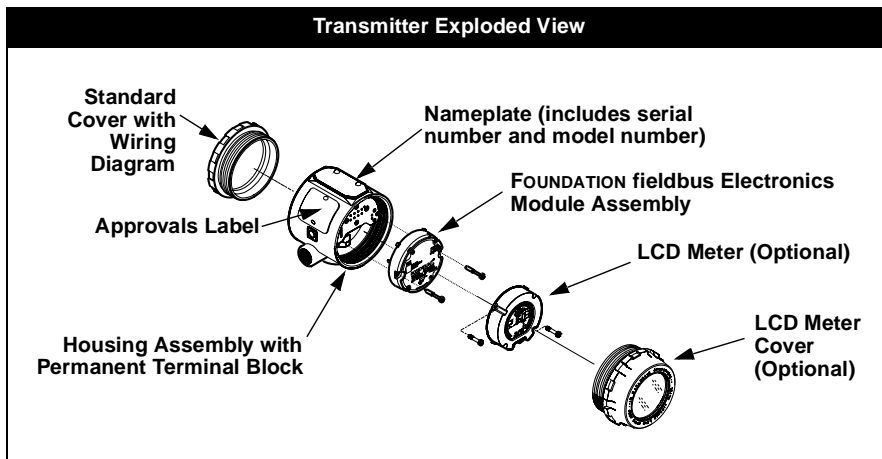 Transmitter Exploded View
Standard
Cover with
Wiring
Diagram
Nameplate (includes serial
number and model number)
FOUNDATION fieldbus Electronics
Module Assembly
Approvals Label
LCD Meter (Optional)
Housing Assembly with
Permanent Terminal Block
LCD Meter
Cover
(Optional)